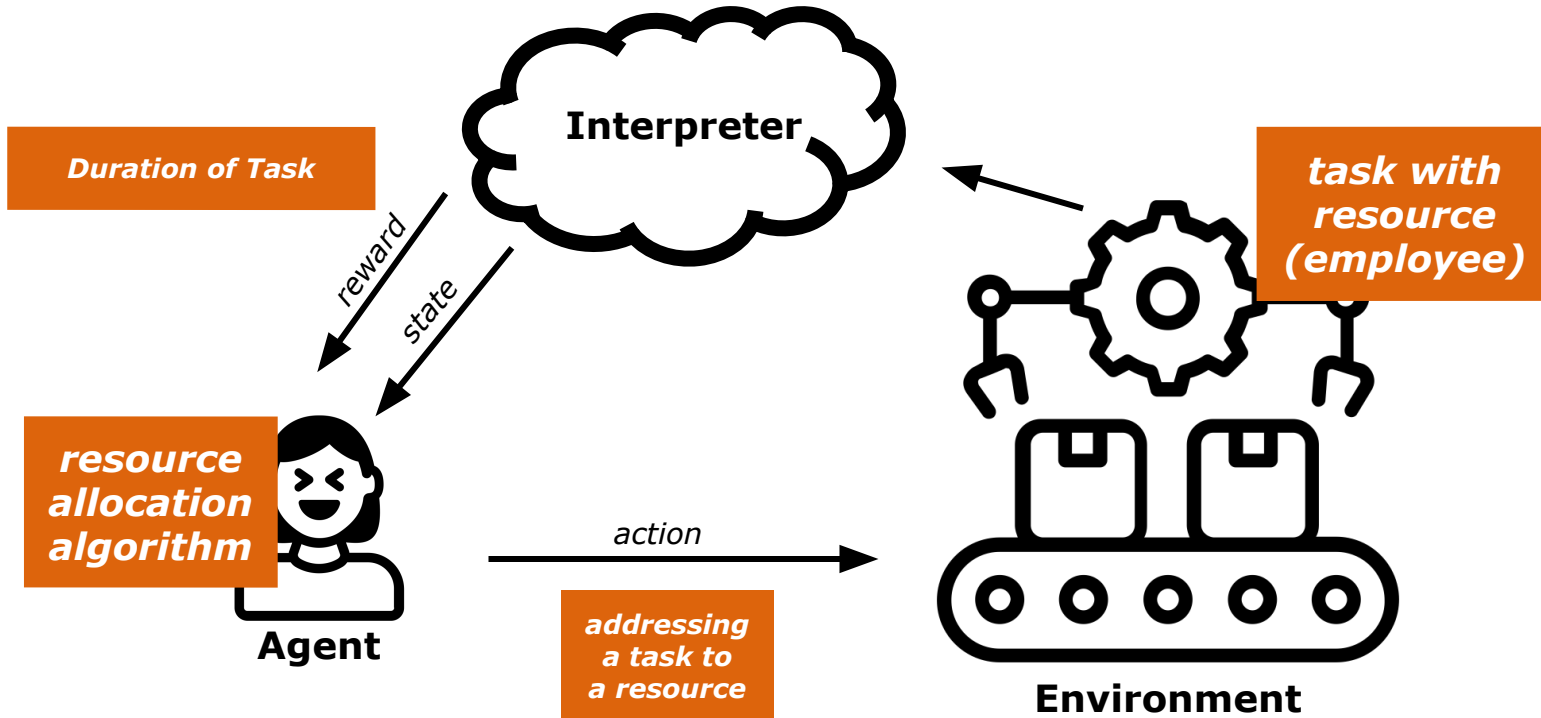 Interpreter
Duration of Task
task with
resource
(employee)
reward
state
resource
allocation
algorithm
action
Agent
addressing
a task to
a resource
Environment